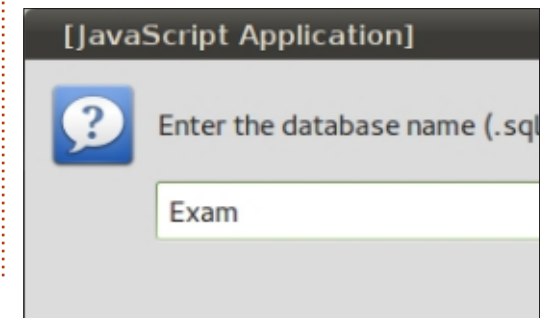 [JavaScript Application]
Enter the database name (.sql
Exam